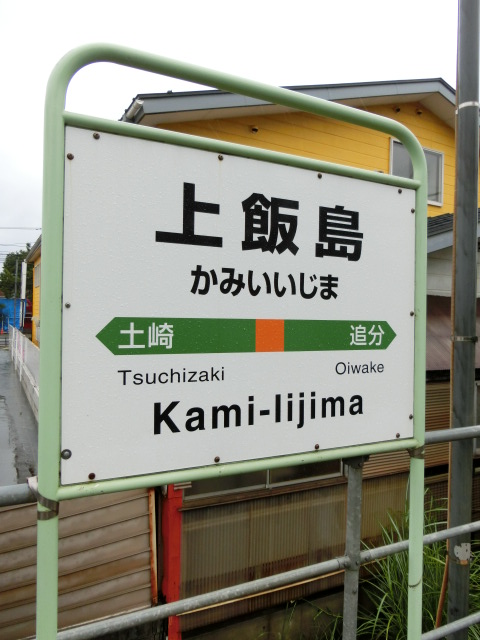 上飯島
かみいいじま
土崎 追分
Tsuchizaki Oiwake
Kami-Iijima